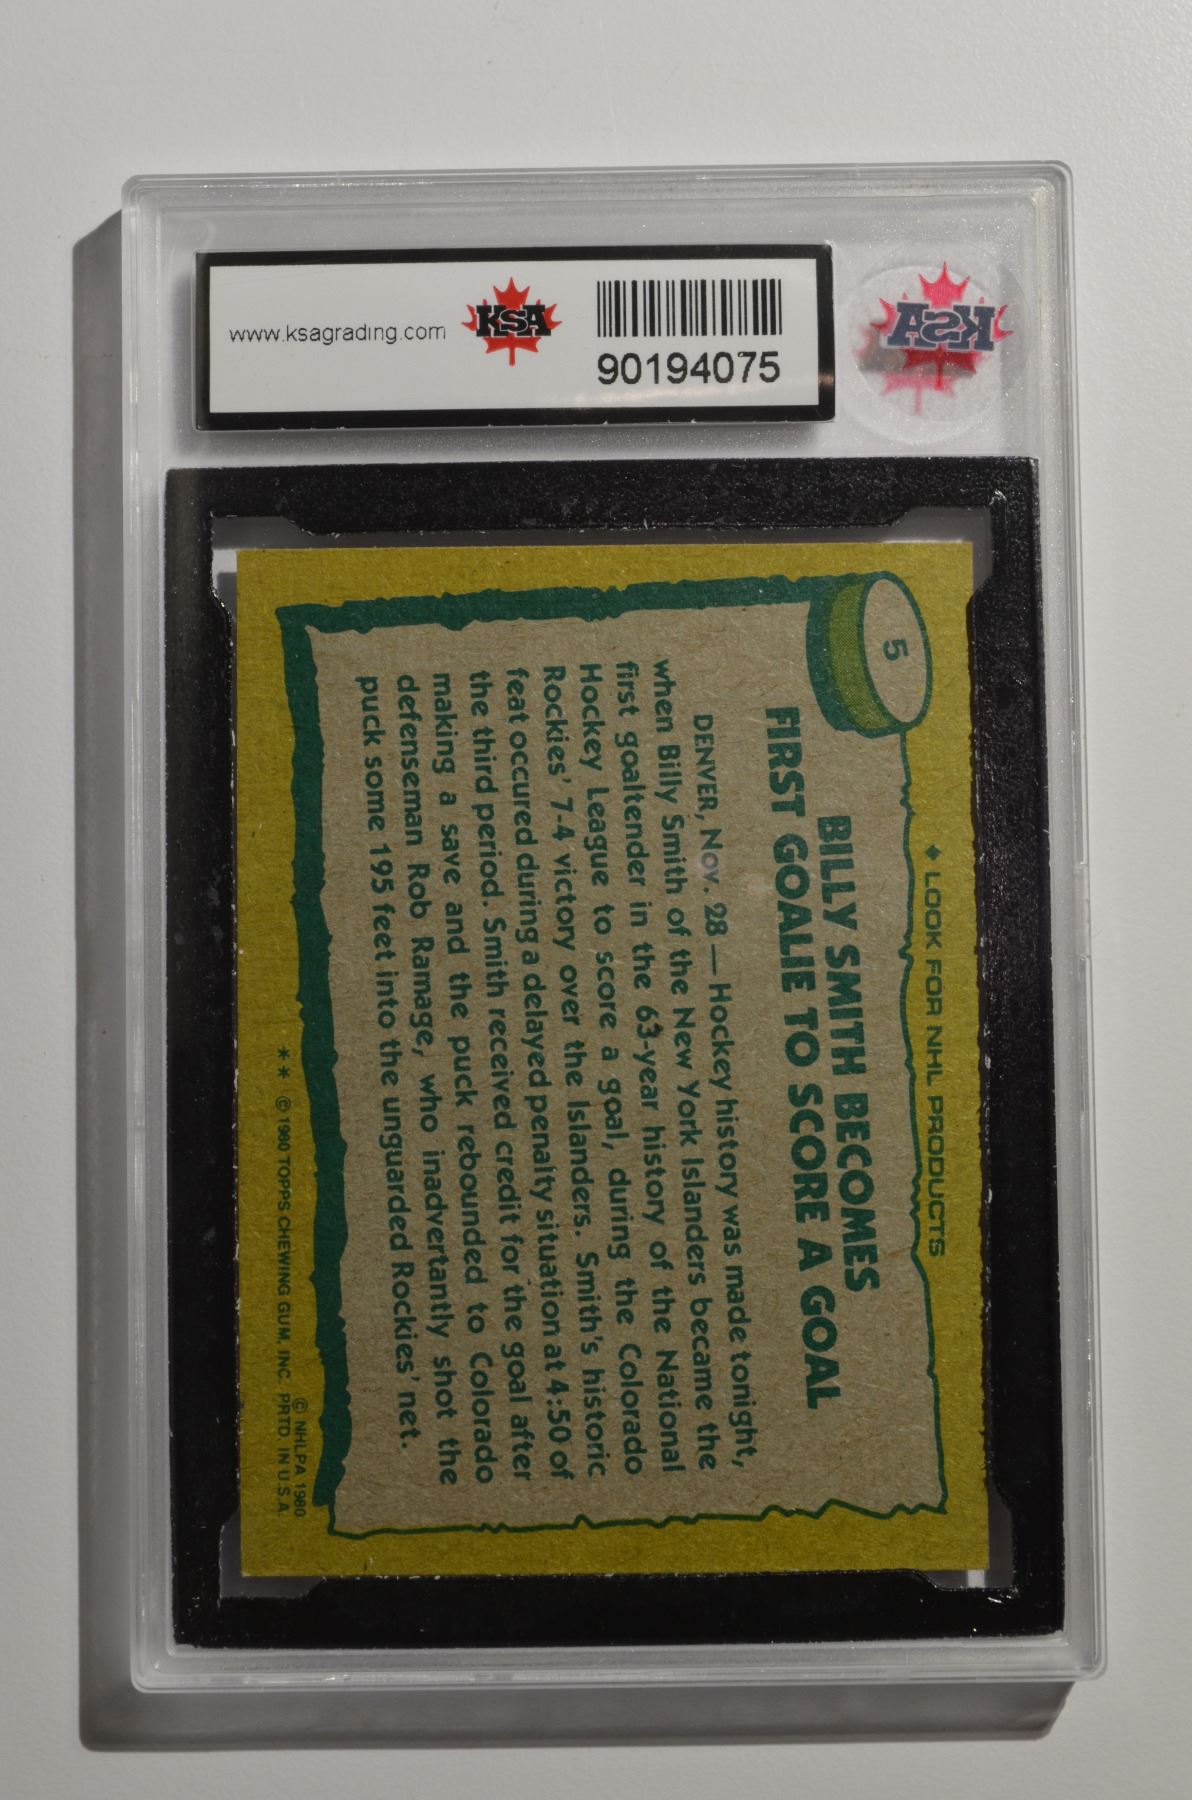 www.ksagrading.com
KSA
90194075
KSA
5
◆ LOOK FOR NHL PRODUCTS
BILLY SMITH BECOMES
FIRST GOALIE TO SCORE A GOAL
DENVER, Nov. 28—Hockey history was made tonight,
when Billy Smith of the New York Islanders became the
first goaltender in the 63-year history of the National
Hockey League to score a goal, during the Colorado
Rockies' 7-4 victory over the Islanders. Smith's historic
feat occured during a delayed penalty situation at 4:50 of
the third period. Smith received credit for the goal after
making a save and the puck rebounded to Colorado
defenseman Rob Ramage, who inadvertantly shot the
puck some 195 feet into the unguarded Rockies' net.
© NHLPA 1980
** © 1980 TOPPS CHEWING GUM, INC. PRTD. IN U.S.A.